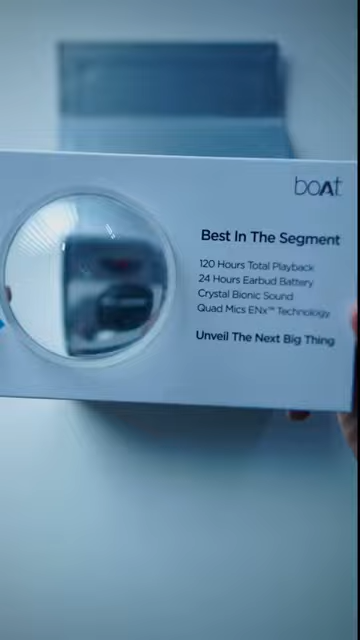 boAt
Best In The Segment
120 Hours Total Playback
24 Hours Earbud Battery
Crystal Bionic Sound
Quad Mics ENx™ Technology
Unveil The Next Big Thing